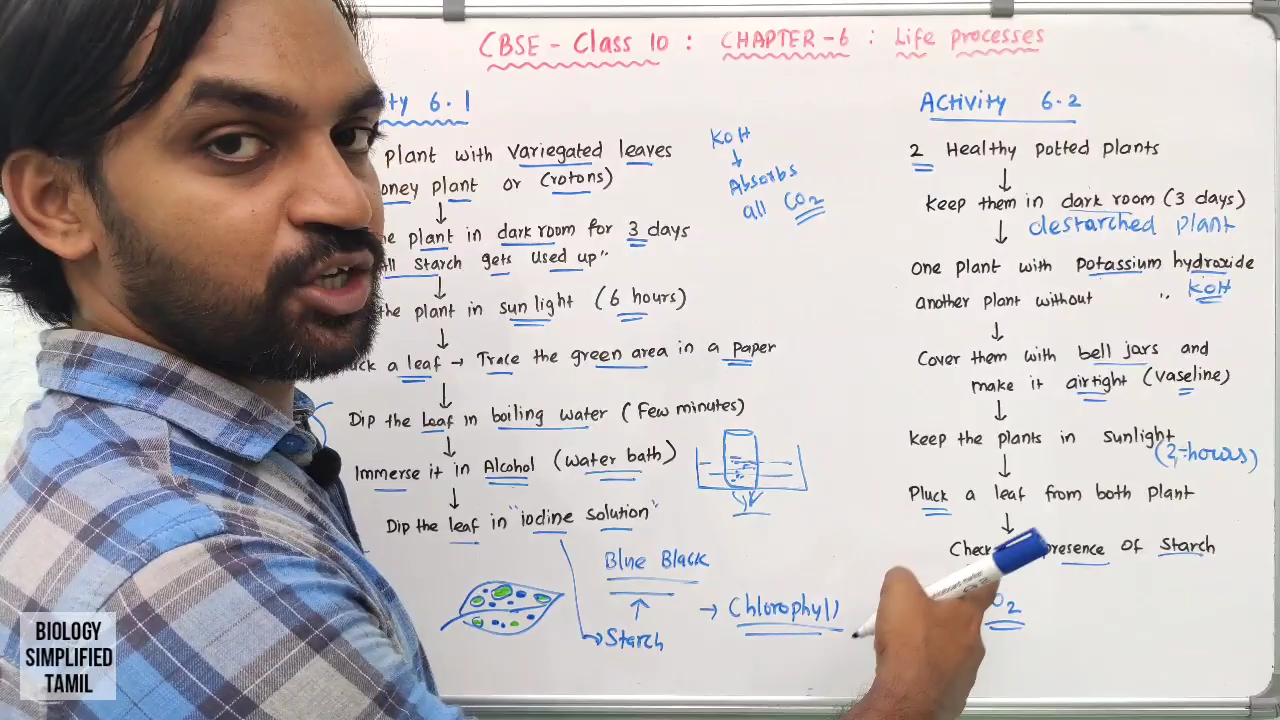 CBSE - Class 10 : CHAPTER-6 : Life processes
ty 6.1
plant with variegated leaves
oney plant or (crotons)
plant in dark room for 3 days
All Starch gets used up"
the plant in sun light (6 hours)
a leaf → Trace the green area in a paper
Dip the leaf in boiling water (Few minutes)
Immerse it in Alcohol (water bath)
Dip the leaf in "iodine solution"
Blue Black
Starch
→ Chlorophyll
KOH
Absorbs
all CO2
Activity 6.2
2 Healthy potted plants
Keep them in dark room (3 days)
destarched plant
One plant with potassium hydroxide
another plant without " KOH
Cover them with bell jars and
make it airtight (vaseline)
Keep the plants in sunlight
(2-hours)
Pluck a leaf from both plant
Chec resence of Starch
O2
BIOLOGY
SIMPLIFIED
TAMIL